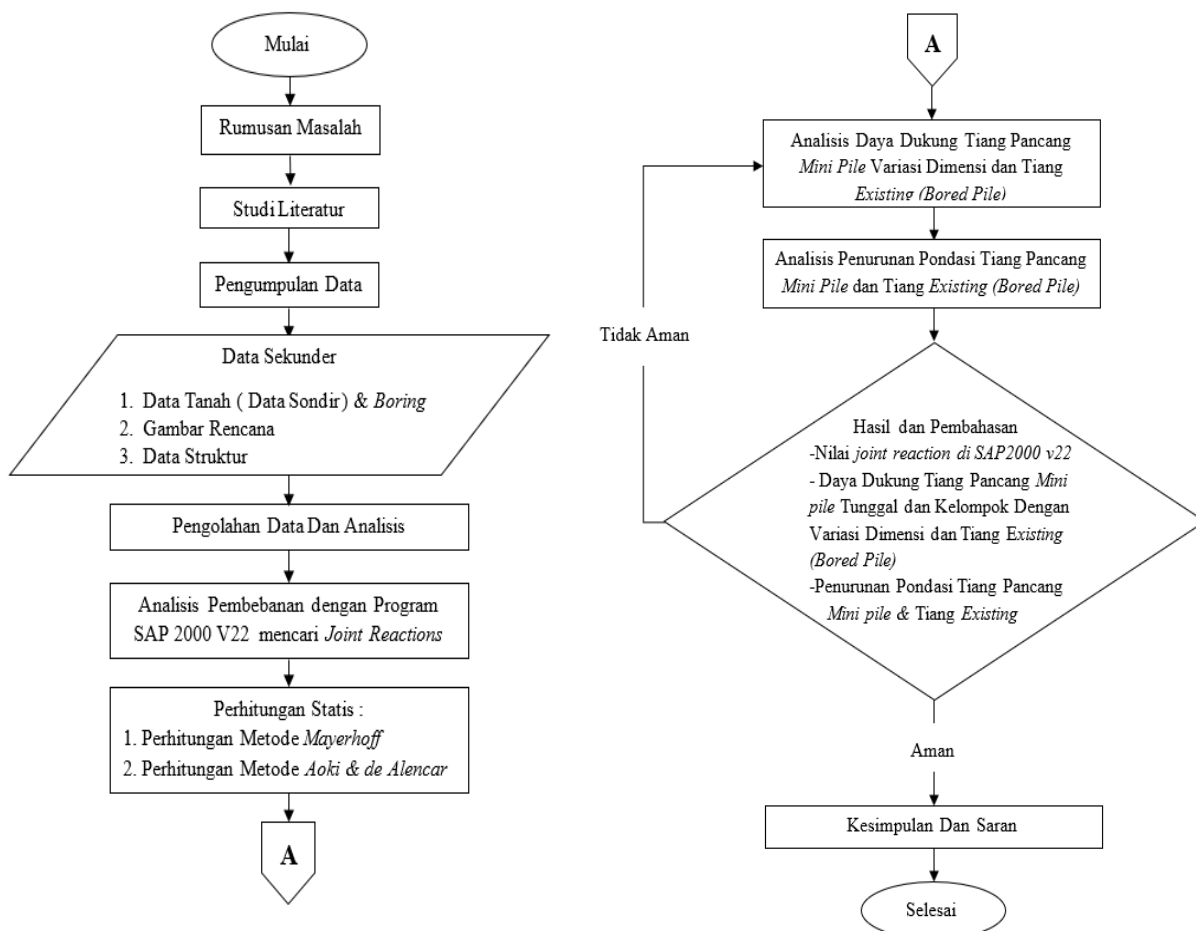 Mulai
Rumusan Masalah
Studi Literatur
Pengumpulan Data
Data Sekunder
1. Data Tanah ( Data Sondir) & Boring
2. Gambar Rencana
3. Data Struktur
Pengolahan Data Dan Analisis
Analisis Pembebanan dengan Program
SAP 2000 V22 mencari Joint Reactions
Perhitungan Statis :
1. Perhitungan Metode Mayerhoff
2. Perhitungan Metode Aoki & de Alencar
A
A
Analisis Daya Dukung Tiang Pancang
Mini Pile Variasi Dimensi dan Tiang
Existing (Bored Pile)
Analisis Penurunan Pondasi Tiang Pancang
Mini Pile dan Tiang Existing (Bored Pile)
Tidak Aman
Hasil dan Pembahasan
-Nilai joint reaction di SAP2000 v22
- Daya Dukung Tiang Pancang Mini
pile Tunggal dan Kelompok Dengan
Variasi Dimensi dan Tiang Existing
(Bored Pile)
-Penurunan Pondasi Tiang Pancang
Mini pile & Tiang Existing
Aman
Kesimpulan Dan Saran
Selesai